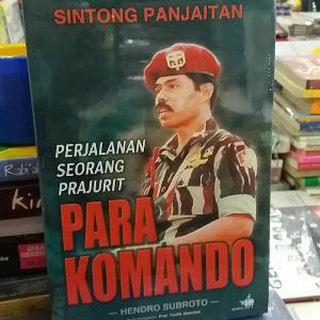 SINTONG PANJAITAN
PERJALANAN
SEORANG
PRAJURIT
PARA
KOMANDO
— HENDRO SUBROTO —